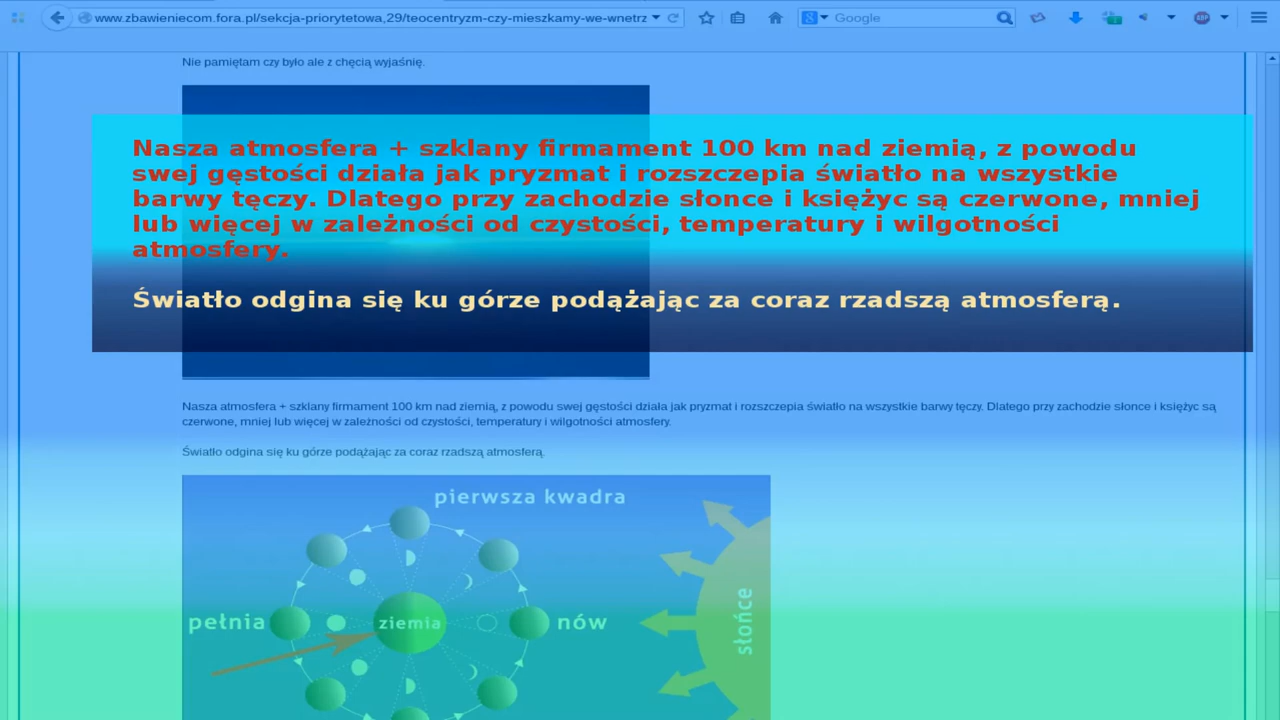 www.zbawieniecom.fora.pl/sekcja-priorytetowa,29/teocentryzm-czy-mieszkamy-we-wnetrz
Google
ABP
Nie pamiętam czy było ale z chęcią wyjaśnię.
Nasza atmosfera + szklany firmament 100 km nad ziemią, z powodu
swej gęstości działa jak pryzmat i rozszczepia światło na wszystkie
barwy tęczy. Dlatego przy zachodzie słonce i księżyc są czerwone, mniej
lub więcej w zależności od czystości, temperatury i wilgotności
atmosfery.
Światło odgina się ku górze podążając za coraz rzadszą atmosferą.
Nasza atmosfera + szklany firmament 100 km nad ziemią, z powodu swej gęstości działa jak pryzmat i rozszczepia światło na wszystkie barwy tęczy. Dlatego przy zachodzie słonce i księżyc są
czerwone, mniej lub więcej w zależności od czystości, temperatury i wilgotności atmosfery.
Światło odgina się ku górze podążając za coraz rzadszą atmosferą.
pierwsza kwadra
pełnia
ziemia
nów
słońce